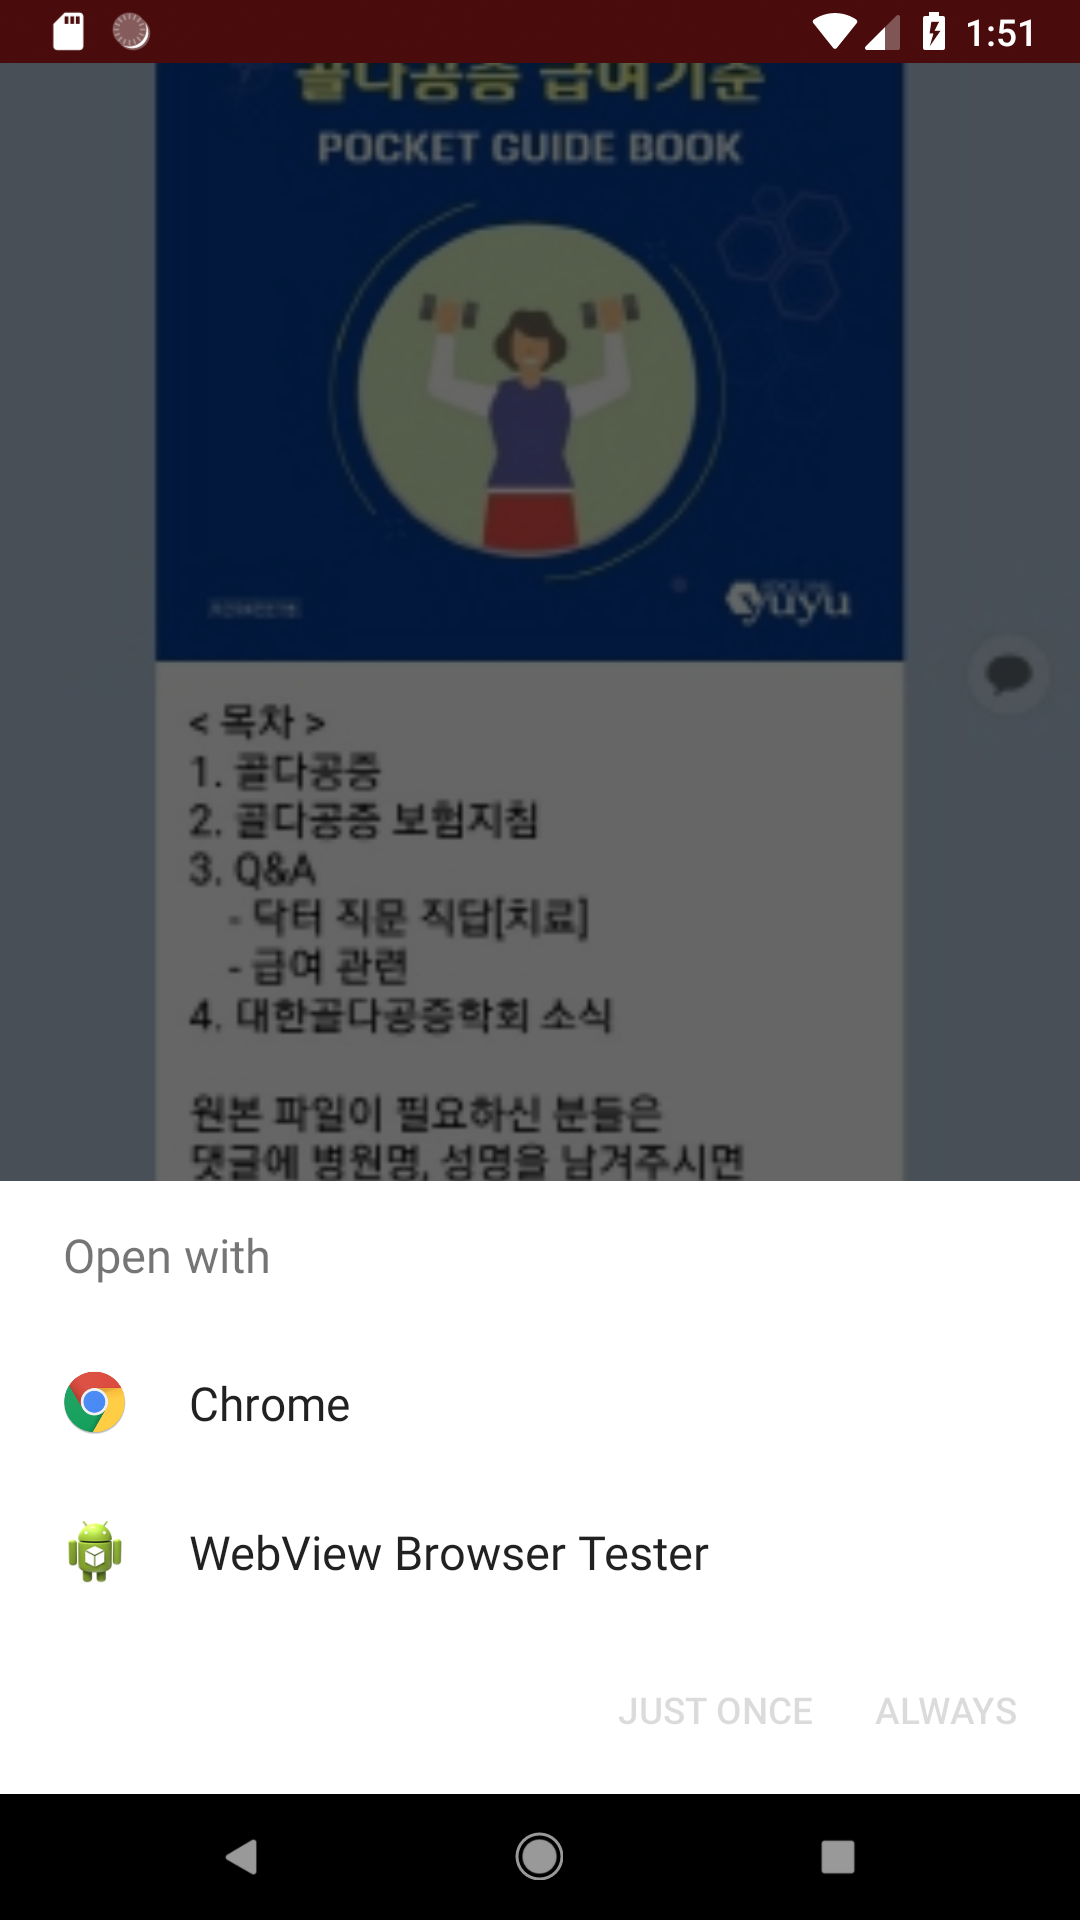 1:51
골다공증 급여기준
POCKET GUIDE BOOK
yuyu
< 목차 >
1. 골다공증
2. 골다공증 보험지침
3. Q&A
- 닥터 직문 직답[치료]
- 급여 관련
4. 대한골다공증학회 소식
원본 파일이 필요하신 분들은
댓글에 병원명, 성명을 남겨주시면
Open with
Chrome
WebView Browser Tester
JUST ONCE
ALWAYS